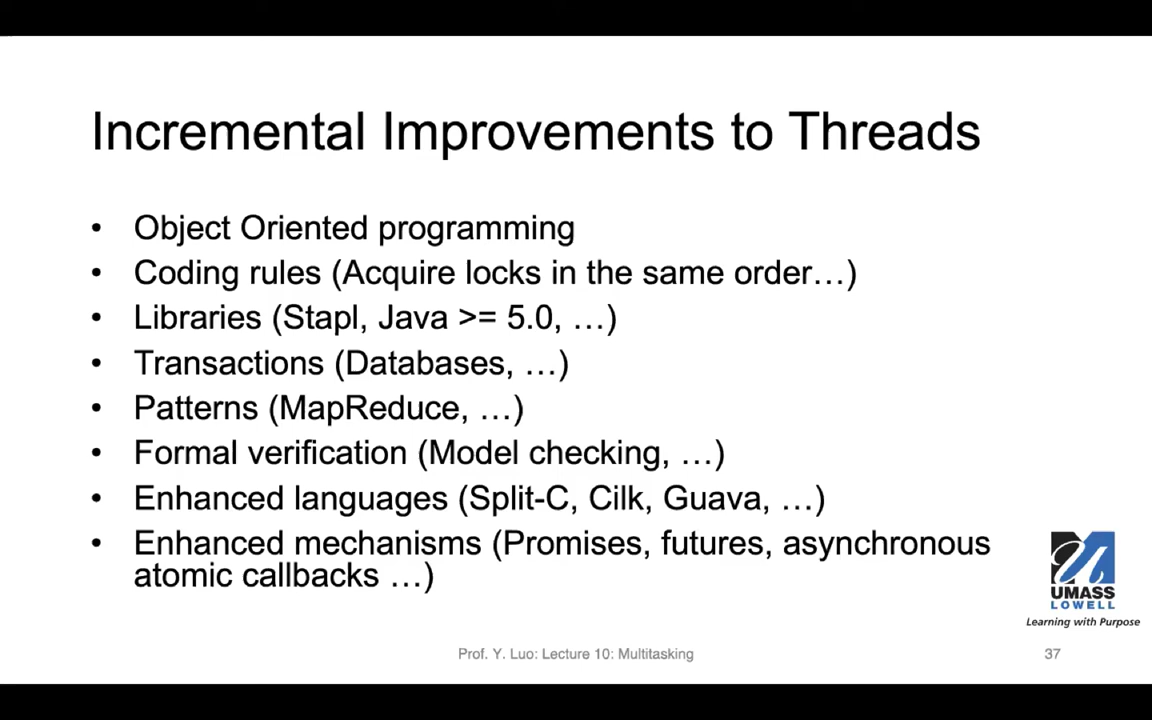 Incremental Improvements to Threads
• Object Oriented programming
• Coding rules (Acquire locks in the same order…)
• Libraries (Stapl, Java >= 5.0, …)
• Transactions (Databases, …)
• Patterns (MapReduce, …)
• Formal verification (Model checking, …)
• Enhanced languages (Split-C, Cilk, Guava, …)
• Enhanced mechanisms (Promises, futures, asynchronous
atomic callbacks …)
UMASS
LOWELL
Learning with Purpose
Prof. Y. Luo: Lecture 10: Multitasking
37